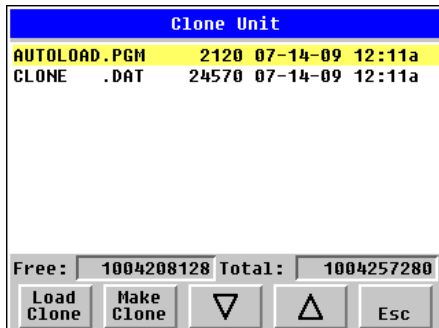 Clone Unit
AUTOLOAD.PGM 2120 07-14-09 12:11a
CLONE .DAT 24570 07-14-09 12:11a
Free: 1004208128 Total: 1004257280
Load Clone Make Clone Esc